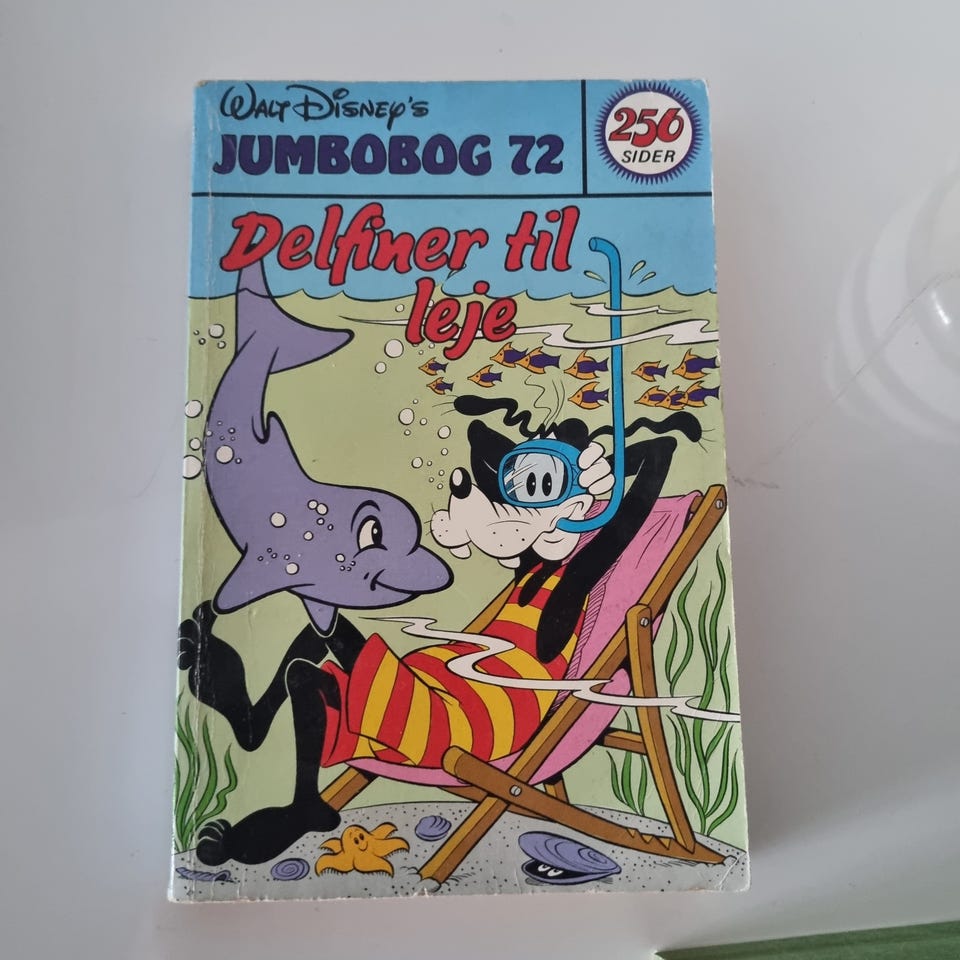 WALT DISNEY'S
JUMBOBOG 72
256
SIDER
Delfiner til
leje